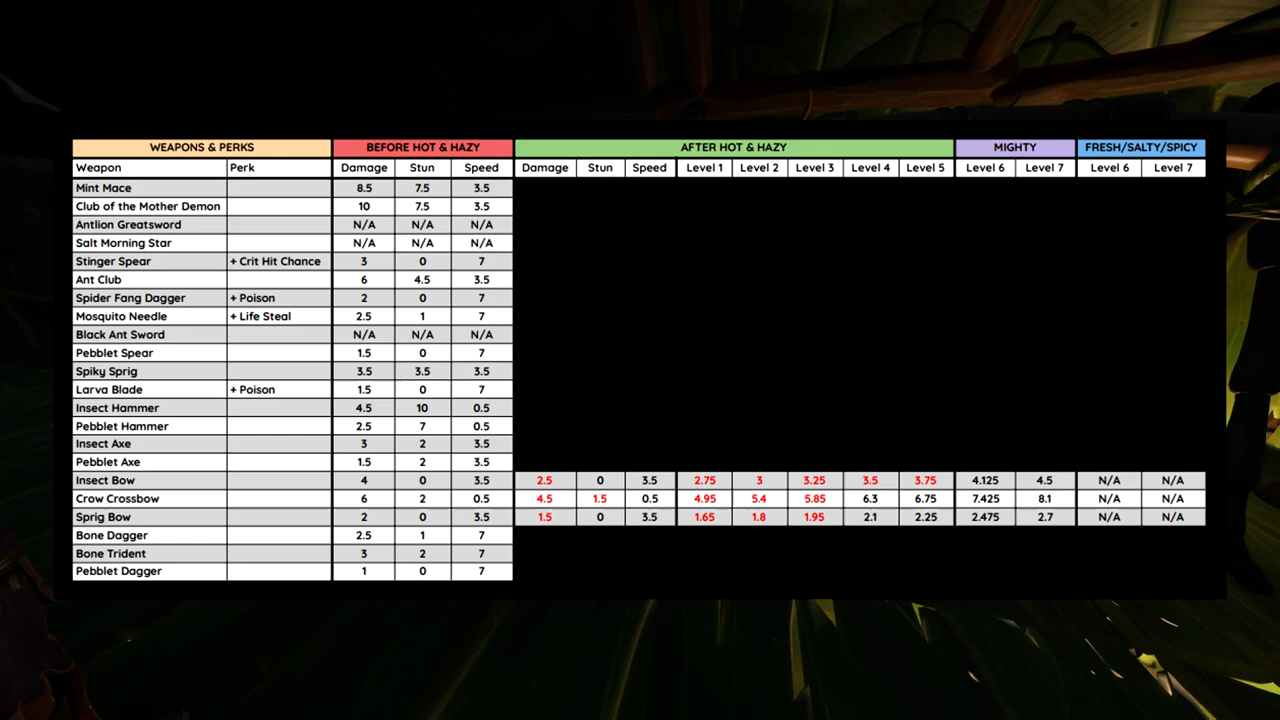 WEAPONS & PERKS BEFORE HOT & HAZY AFTER HOT & HAZY MIGHTY FRESH/SALTY/SPICY
Weapon Perk Damage Stun Speed Damage Stun Speed Level 1 Level 2 Level 3 Level 4 Level 5 Level 6 Level 7 Level 6 Level 7
Mint Mace 8.5 7.5 3.5
Club of the Mother Demon 10 7.5 3.5
Antlion Greatsword N/A N/A N/A
Salt Morning Star N/A N/A N/A
Stinger Spear + Crit Hit Chance 3 0 7
Ant Club 6 4.5 3.5
Spider Fang Dagger + Poison 2 0 7
Mosquito Needle + Life Steal 2.5 1 7
Black Ant Sword N/A N/A N/A
Pebblet Spear 1.5 0 7
Spiky Sprig 3.5 3.5 3.5
Larva Blade + Poison 1.5 0 7
Insect Hammer 4.5 10 0.5
Pebblet Hammer 2.5 7 0.5
Insect Axe 3 2 3.5
Pebblet Axe 1.5 2 3.5
Insect Bow 4 0 3.5 2.5 0 3.5 2.75 3 3.25 3.5 3.75 4.125 4.5 N/A N/A
Crow Crossbow 6 2 0.5 4.5 1.5 0.5 4.95 5.4 5.85 6.3 6.75 7.425 8.1 N/A N/A
Sprig Bow 2 0 3.5 1.5 0 3.5 1.65 1.8 1.95 2.1 2.25 2.475 2.7 N/A N/A
Bone Dagger 2.5 1 7
Bone Trident 3 2 7
Pebblet Dagger 1 0 7